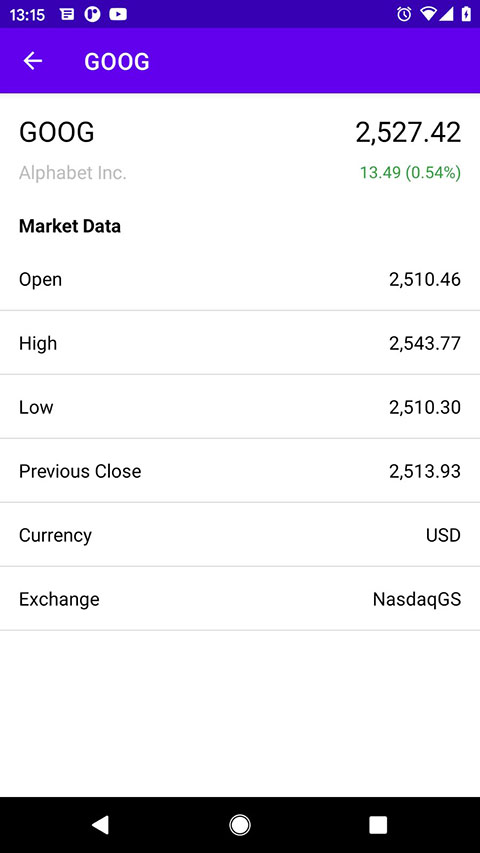 13:15
GOOG
GOOG 2,527.42
Alphabet Inc. 13.49 (0.54%)
Market Data
Open 2,510.46
High 2,543.77
Low 2,510.30
Previous Close 2,513.93
Currency USD
Exchange NasdaqGS